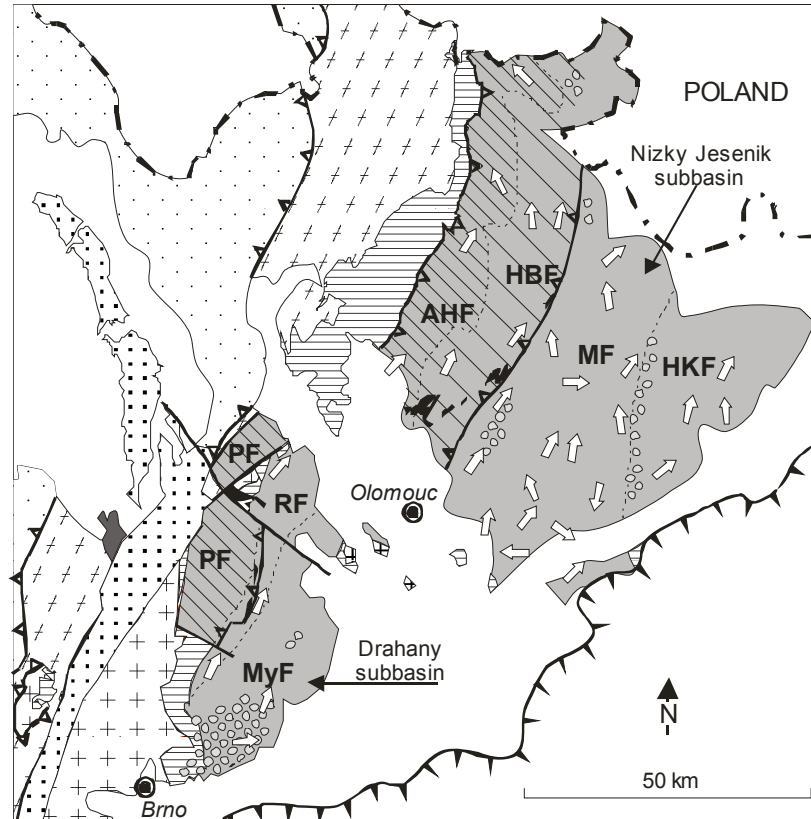 POLAND
Nizky Jesenik
subbasin
HBF
AHF
MF
HKF
PF
Olomouc
RF
PF
Drahany
subbasin
MyF
N
50 km
Brno